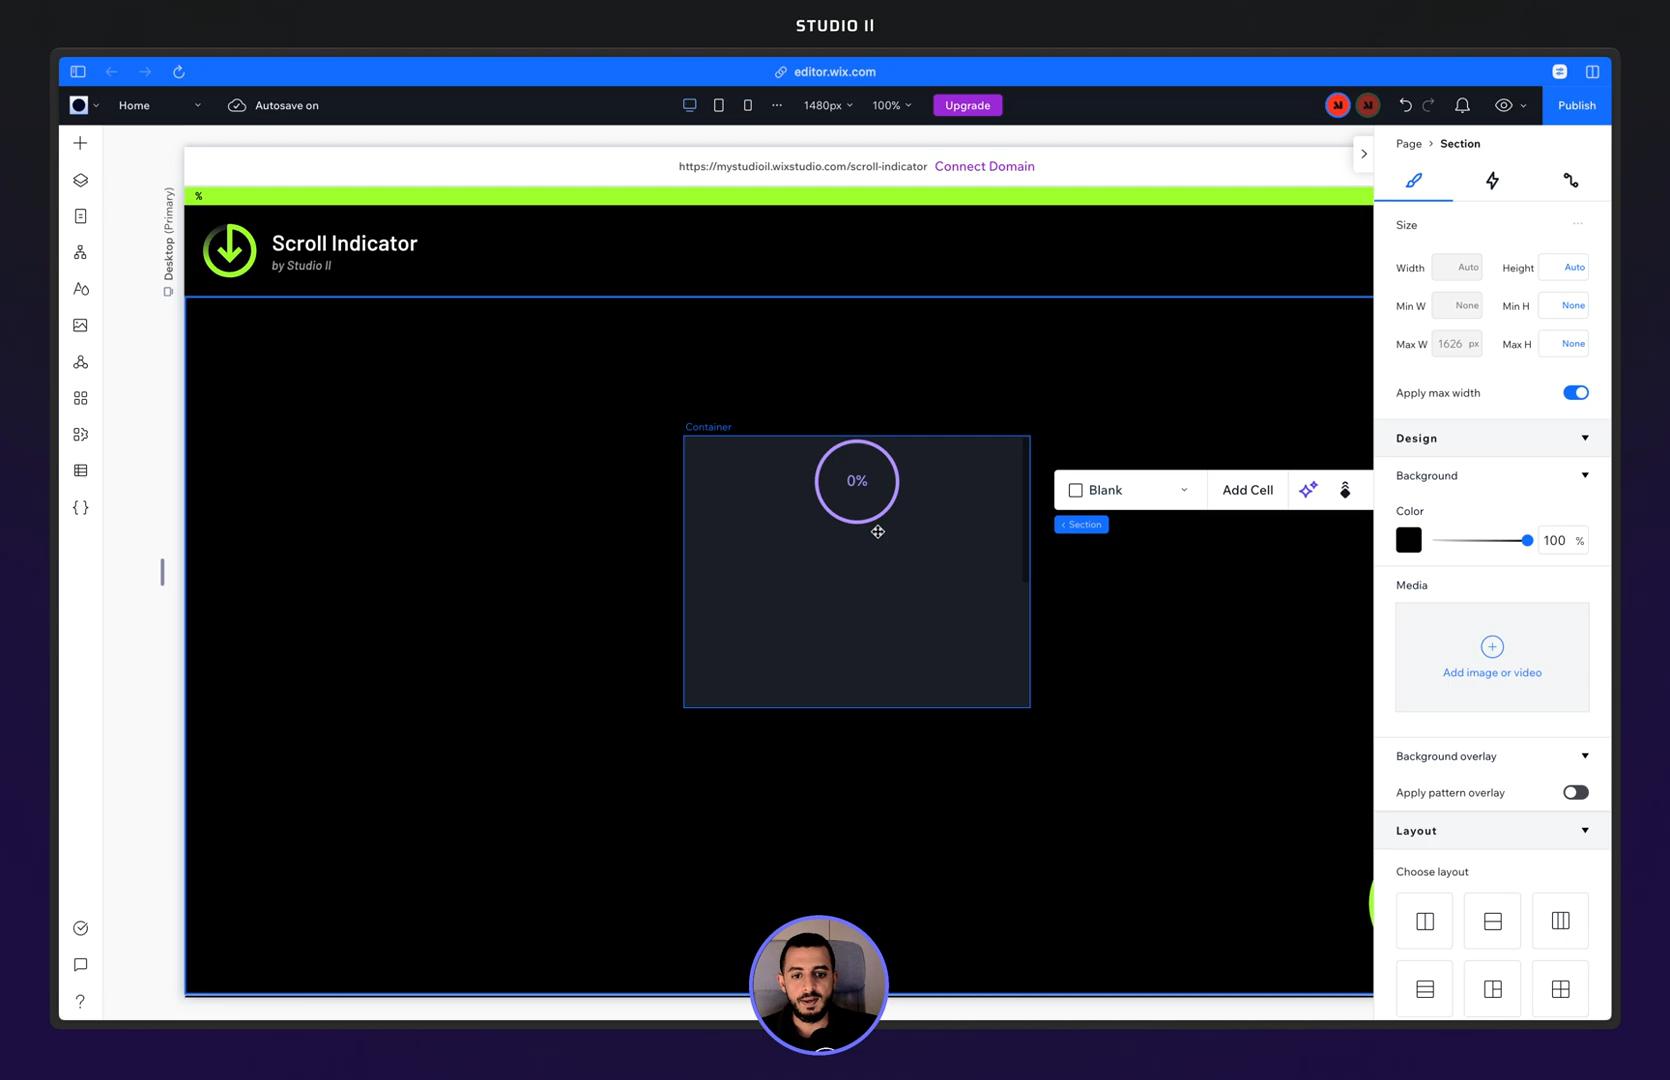 STUDIO II
editor.wix.com
Home
Autosave on
1480px
100%
Upgrade
Publish
https://mystudioil.wixstudio.com/scroll-indicator Connect Domain
Page > Section
%
Scroll Indicator
by Studio II
Desktop (Primary)
Size
Width Auto Height Auto
Min W None Min H None
Max W 1626 px Max H None
Apply max width
Design
Background
Color
100 %
Media
Add image or video
Background overlay
Apply pattern overlay
Layout
Choose layout
Container
0%
Blank
Add Cell
< Section